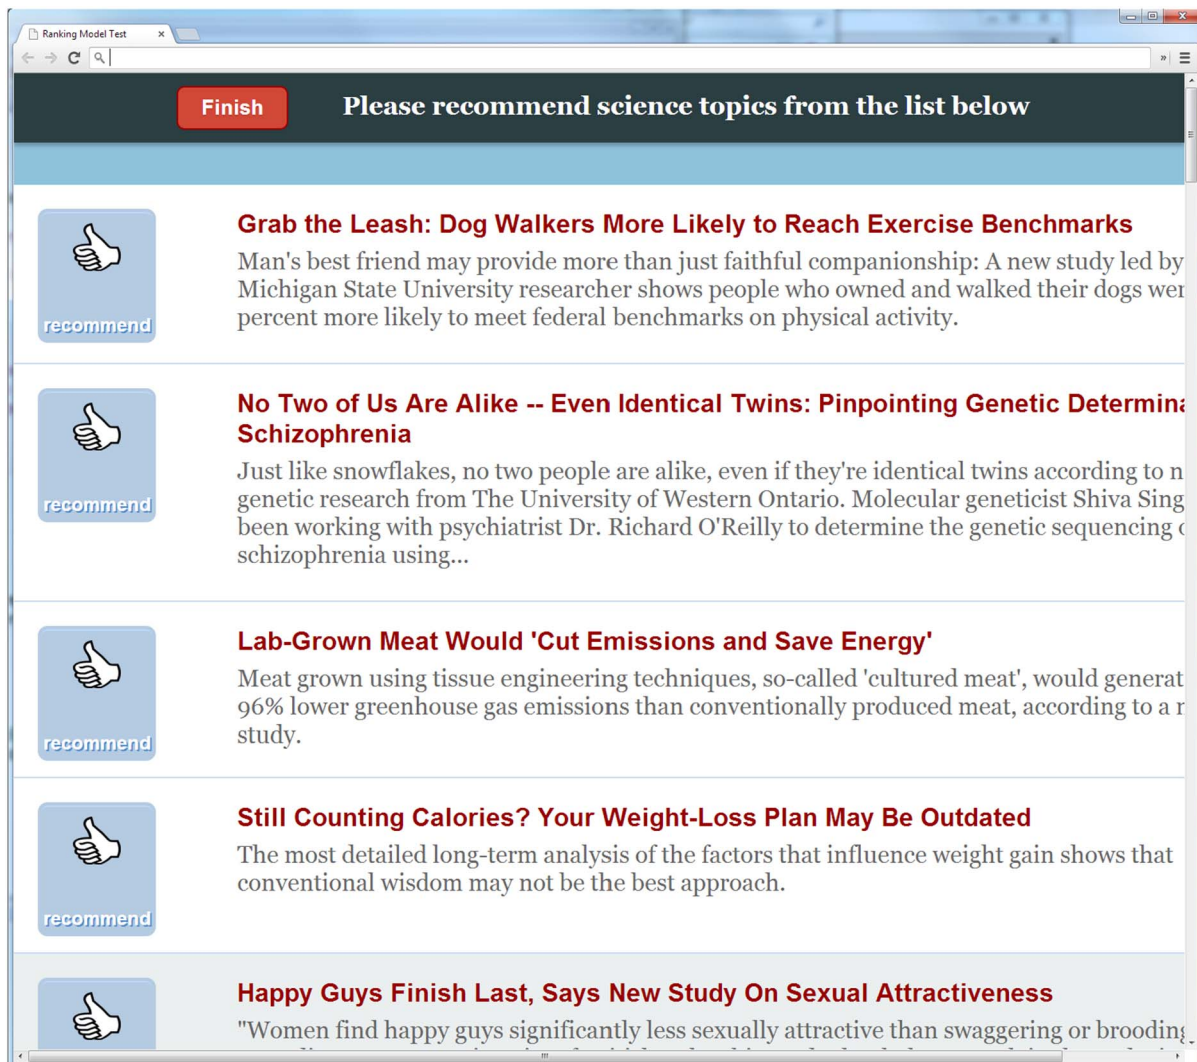 Ranking Model Test
Finish
Please recommend science topics from the list below
recommend
Grab the Leash: Dog Walkers More Likely to Reach Exercise Benchmarks
Man's best friend may provide more than just faithful companionship: A new study led by
Michigan State University researcher shows people who owned and walked their dogs
percent more likely to meet federal benchmarks on physical activity.
recommend
No Two of Us Are Alike -- Even Identical Twins: Pinpointing Genetic
Schizophrenia
Just like snowflakes, no two people are alike, even if they're identical twins according to
genetic research from The University of Western Ontario. Molecular geneticist Shiva
been working with psychiatrist Dr. Richard O'Reilly to determine the genetic sequencing
schizophrenia using...
recommend
Lab-Grown Meat Would 'Cut Emissions and Save Energy'
Meat grown using tissue engineering techniques, so-called 'cultured meat', would
96% lower greenhouse gas emissions than conventionally produced meat, according to a
study.
recommend
Still Counting Calories? Your Weight-Loss Plan May Be Outdated
The most detailed long-term analysis of the factors that influence weight gain shows that
conventional wisdom may not be the best approach.
Happy Guys Finish Last, Says New Study On Sexual Attractiveness
"Women find happy guys significantly less sexually attractive than swaggering or brooding